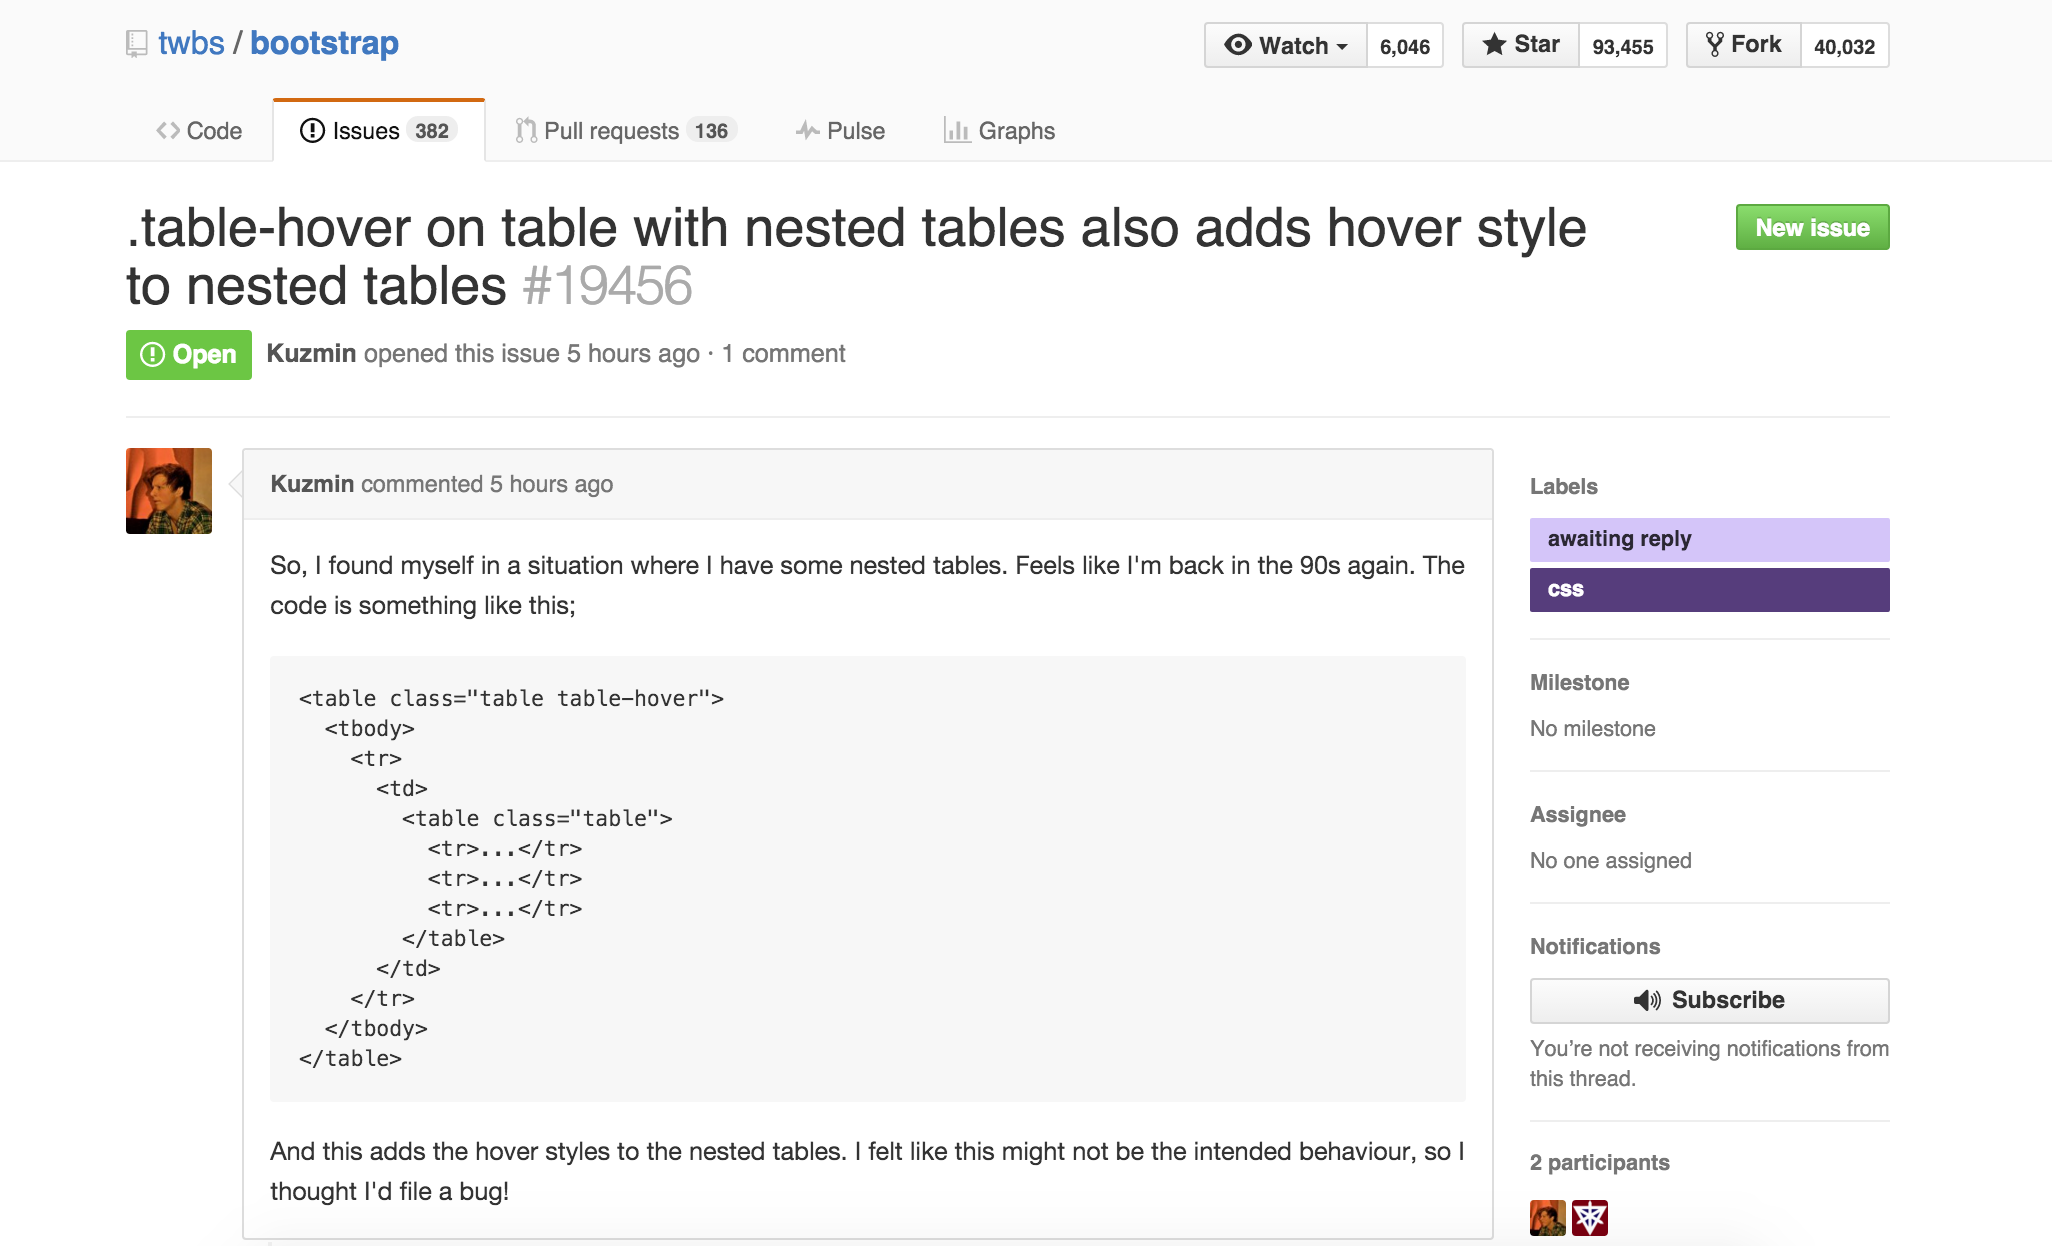 twbs / bootstrap
Watch 6,046 Star 93,455 Fork 40,032
Code Issues 382 Pull requests 136 Pulse Graphs
.table-hover on table with nested tables also adds hover style
to nested tables #19456
New issue
Open Kuzmin opened this issue 5 hours ago · 1 comment
Kuzmin commented 5 hours ago
So, I found myself in a situation where I have some nested tables. Feels like I'm back in the 90s again. The
code is something like this;
<table class="table table-hover">
  <tbody>
    <tr>
      <td>
        <table class="table">
          <tr>...</tr>
          <tr>...</tr>
          <tr>...</tr>
        </table>
      </td>
    </tr>
  </tbody>
</table>
And this adds the hover styles to the nested tables. I felt like this might not be the intended behaviour, so I
thought I'd file a bug!
Labels
awaiting reply
css
Milestone
No milestone
Assignee
No one assigned
Notifications
Subscribe
You’re not receiving notifications from
this thread.
2 participants